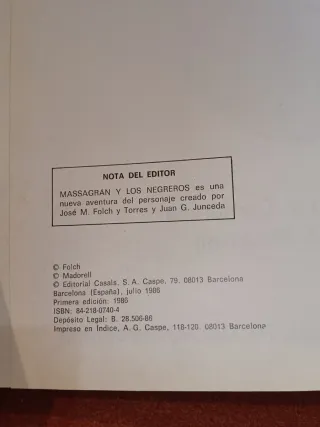 NOTA DEL EDITOR
MASSAGRAN Y LOS NEGREROS es una
nueva aventura del personaje creado por
José M. Folch y Torres y Juan G. Junceda
© Folch
© Madorell
© Editorial Casals, S. A. Caspe, 79. 08013 Barcelona
Barcelona (España), julio 1986
Primera edición: 1986
ISBN: 84-218-0740-4
Depósito Legal: B. 28.506-86
Impreso en Índice, A. G. Caspe, 118-120. 08013 Barcelona